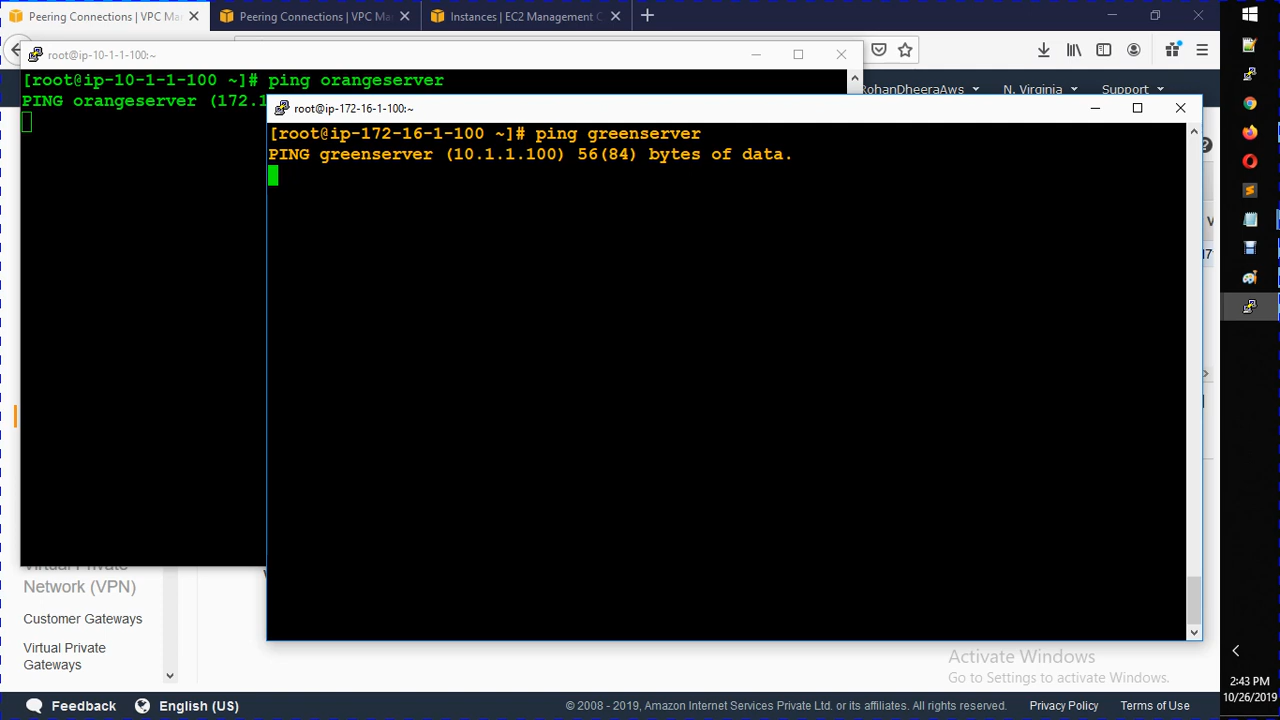 Peering Connections | VPC Ma
Peering Connections | VPC Ma
Instances | EC2 Management C
root@ip-10-1-1-100:~
[root@ip-10-1-1-100 ~]# ping orangeserver
PING orangeserver (172.1
RohanDheeraAws
N. Virginia
Support
root@ip-172-16-1-100:~
[root@ip-172-16-1-100 ~]# ping greenserver
PING greenserver (10.1.1.100) 56(84) bytes of data.
Virtual Private
Network (VPN)
Customer Gateways
Virtual Private
Gateways
Activate Windows
Go to Settings to activate Windows.
2:43 PM
10/26/2019
Feedback
English (US)
© 2008 - 2019, Amazon Internet Services Private Ltd. or its affiliates. All rights reserved.
Privacy Policy
Terms of Use